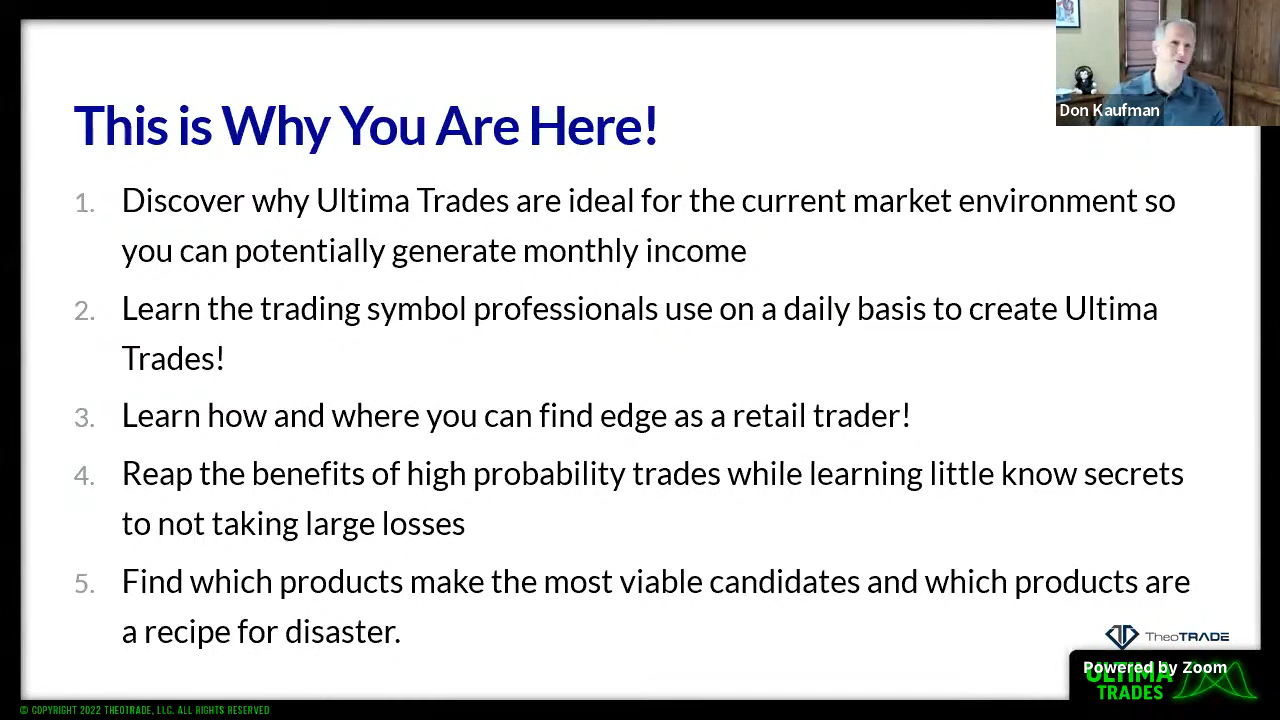 Don Kaufman
This is Why You Are Here!
1. Discover why Ultima Trades are ideal for the current market environment so
you can potentially generate monthly income
2. Learn the trading symbol professionals use on a daily basis to create Ultima
Trades!
3. Learn how and where you can find edge as a retail trader!
4. Reap the benefits of high probability trades while learning little know secrets
to not taking large losses
5. Find which products make the most viable candidates and which products are
a recipe for disaster.
TheoTRADE
Powered by Zoom
ULTIMA
TRADES
© COPYRIGHT 2022 THEOTRADE, LLC. ALL RIGHTS RESERVED